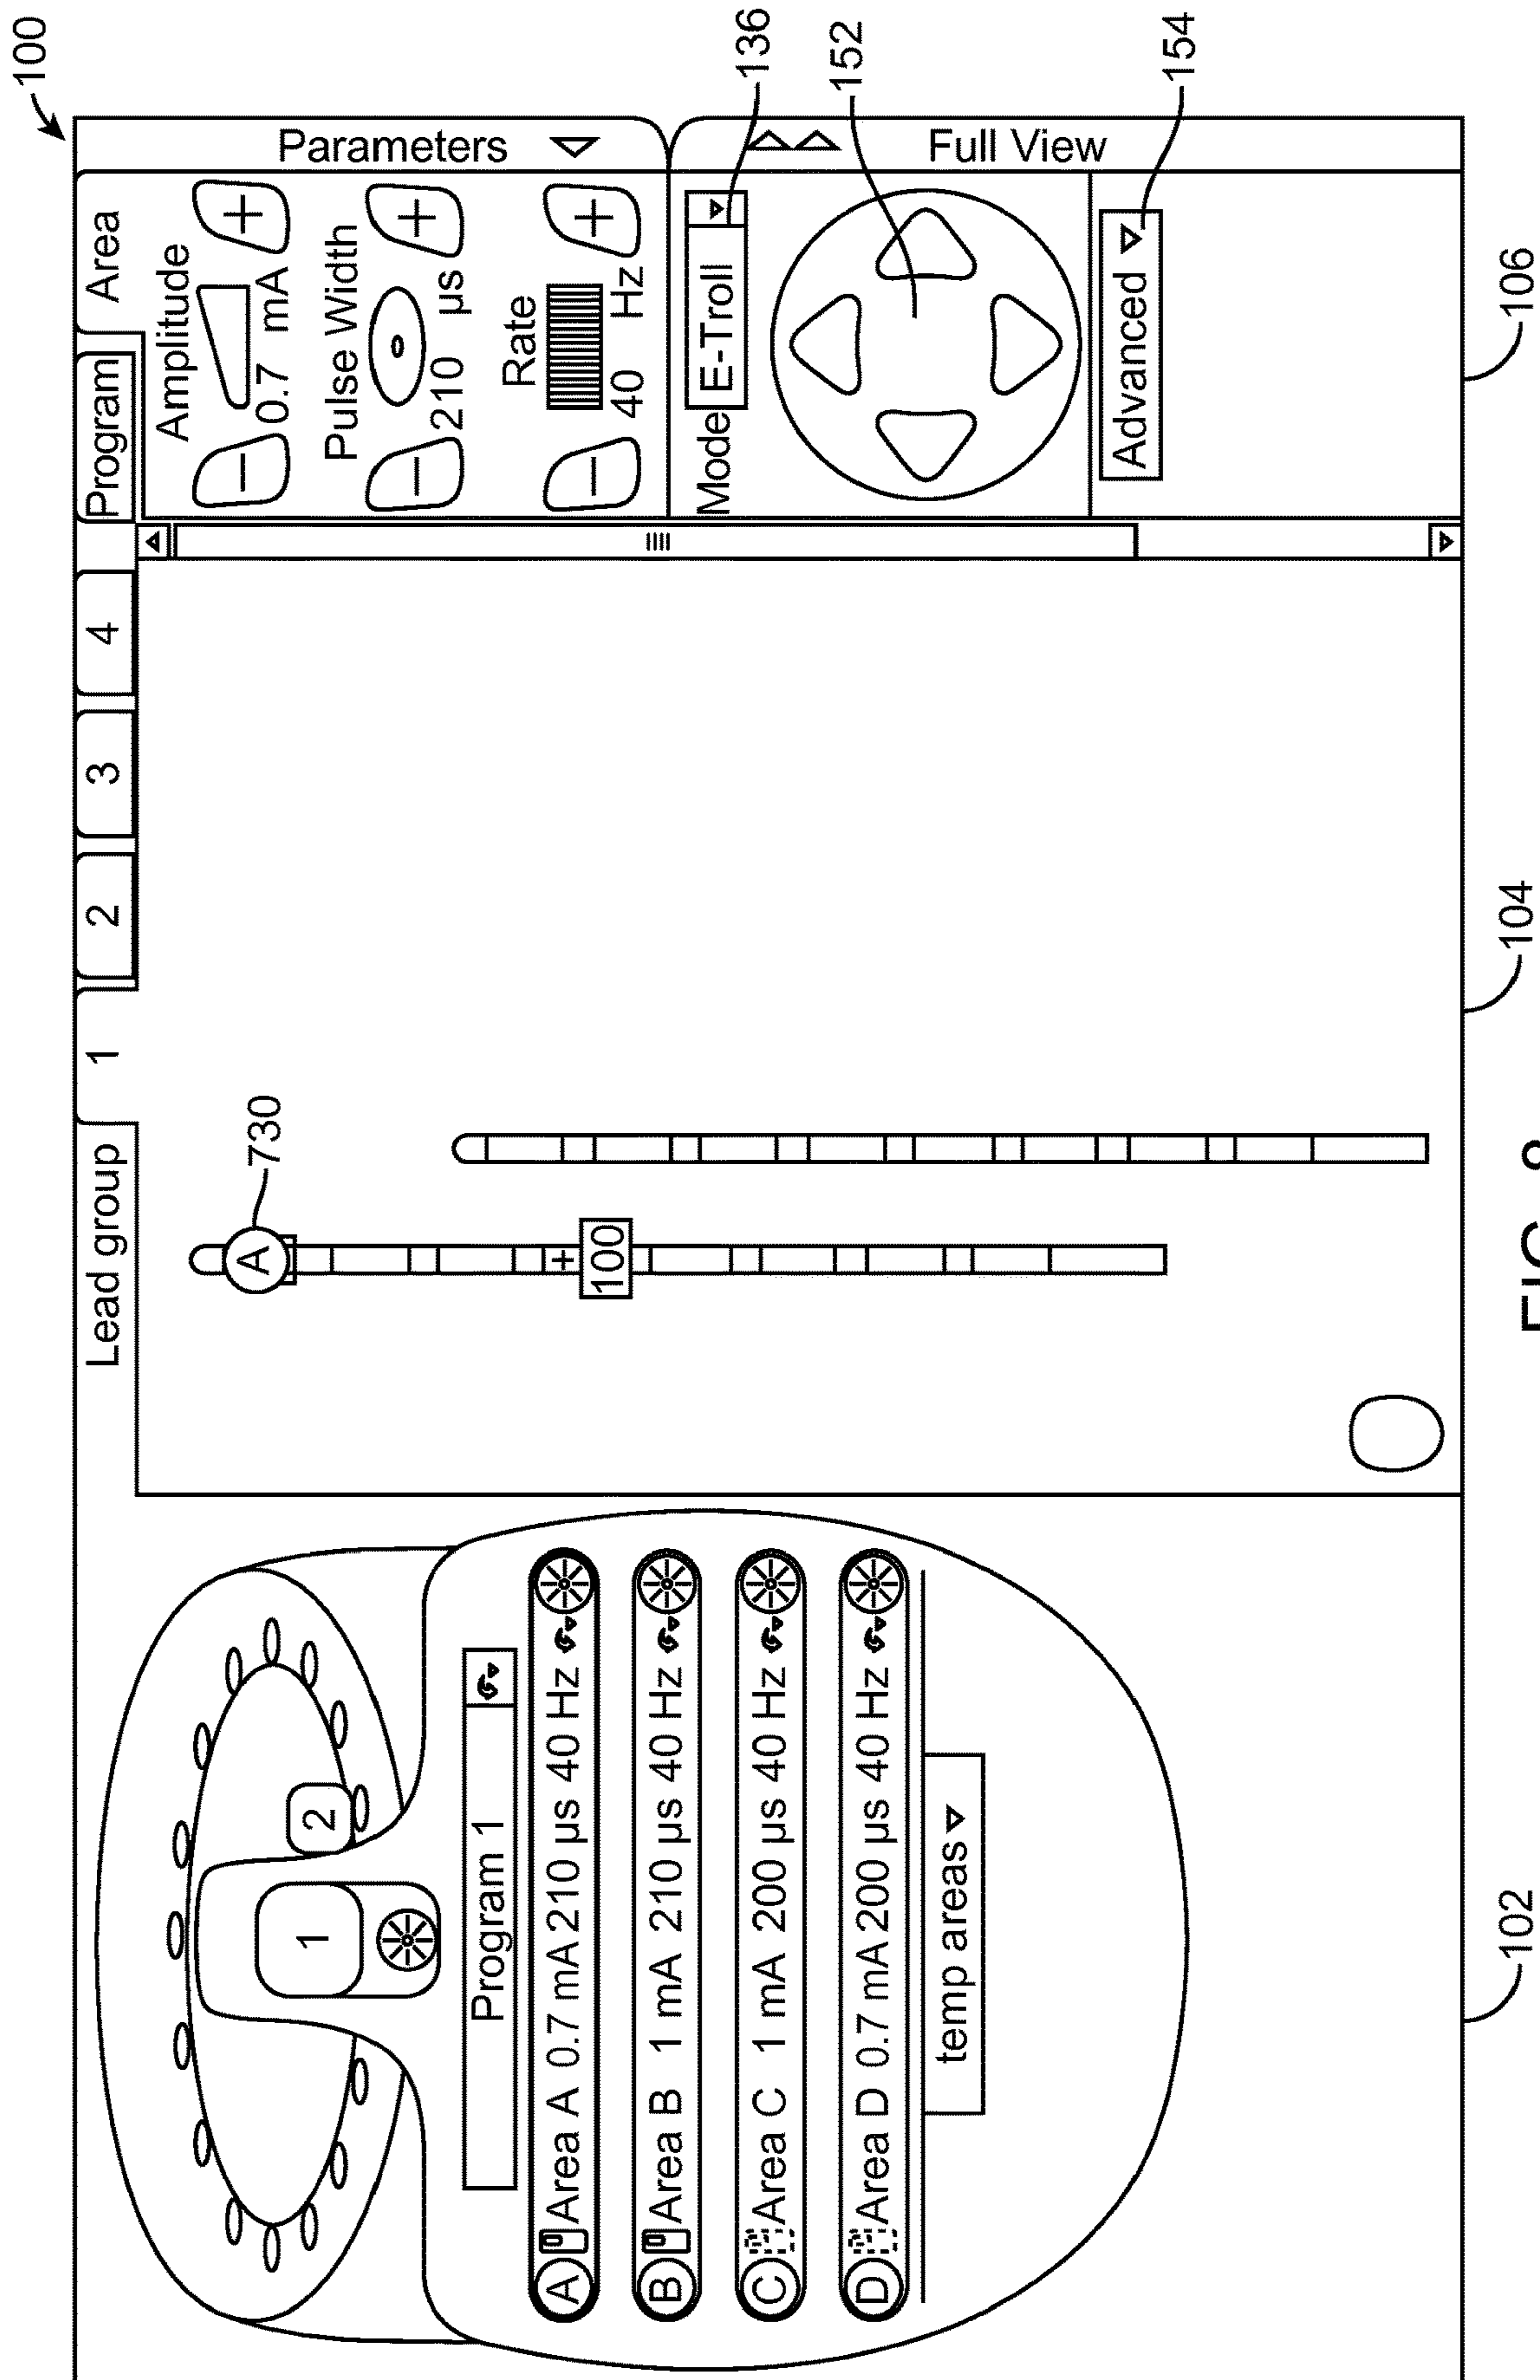 100
Lead group 1 2 3 4 Program Area
Parameters
Full View
1
2
Program 1
A Area A 0.7 mA 210 µs 40 Hz
B Area B 1 mA 210 µs 40 Hz
C Area C 1 mA 200 µs 40 Hz
D Area D 0.7 mA 200 µs 40 Hz
temp areas
A
730
+
100
Amplitude
− +
0.7 mA
Pulse Width
− +
210 µs
Rate
− +
40 Hz
Mode E-Troll
136
152
Advanced
154
102
104
106